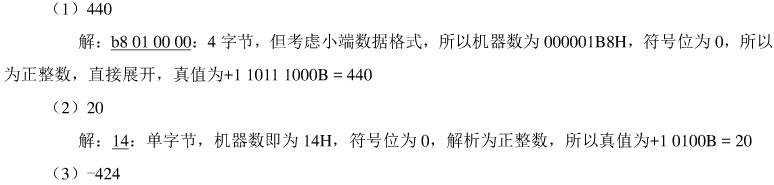 （1）440
解：b8 01 00 00：4 字节，但考虑小端数据格式，所以机器数为 000001B8H，符号位为 0，所以
为正整数，直接展开，真值为+1 1011 1000B = 440
（2）20
解：14：单字节，机器数即为 14H，符号位为 0，解析为正整数，所以真值为+1 0100B = 20
（3）-424